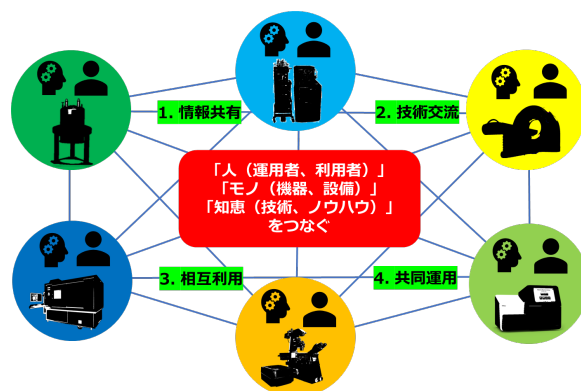 1. 情報共有
2. 技術交流
「人（運用者、利用者）」
「モノ（機器、設備）」
「知恵（技術、ノウハウ）」
をつなぐ
3. 相互利用
4. 共同運用